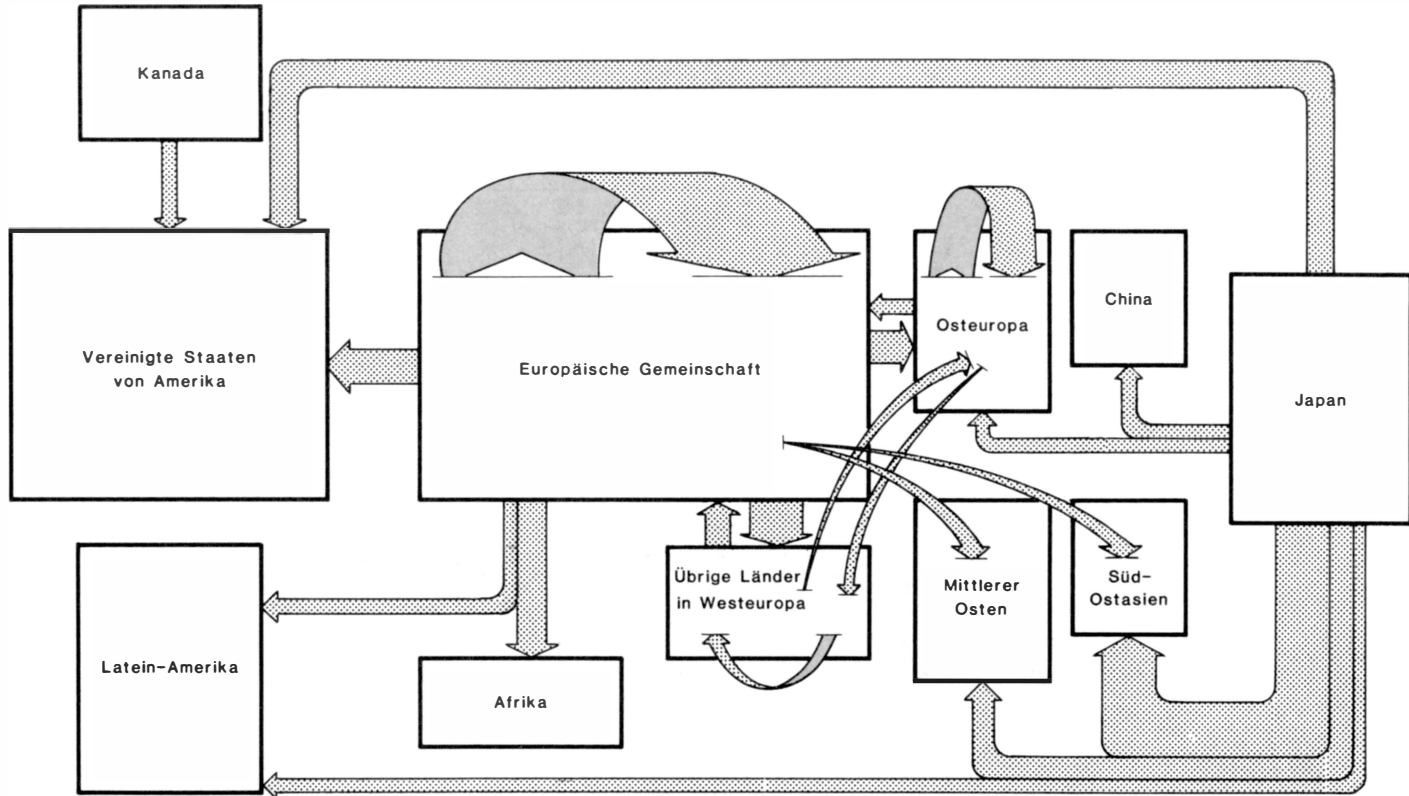 Kanada
Vereinigte Staaten
von Amerika
Europäische Gemeinschaft
Osteuropa
China
Japan
Latein-Amerika
Afrika
Übrige Länder
in Westeuropa
Mittlerer
Osten
Süd-
Ostasien